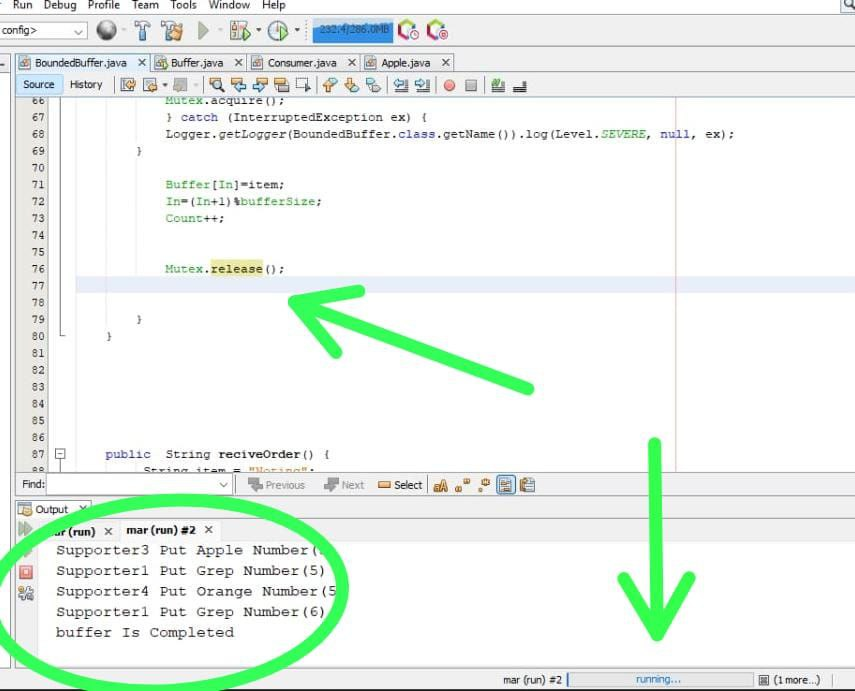 Run Debug Profile Team Tools Window Help
config> 232.4/286.0MB
BoundedBuffer.java Buffer.java Consumer.java Apple.java
Source History
66 Mutex.acquire();
67 } catch (InterruptedException ex) {
68 Logger.getLogger(BoundedBuffer.class.getName()).log(Level.SEVERE, null, ex);
69 }
70
71 Buffer[In]=item;
72 In=(In+1)%bufferSize;
73 Count++;
74
75
76 Mutex.release();
77
78
79 }
80 }
81
82
83
84
85
86
87 public String reciveOrder() {
88 String item = "Noting";
Find: Previous Next Select
Output
(run) mar (run) #2
Supporter3 Put Apple Number(
Supporter1 Put Grep Number(5)
Supporter4 Put Orange Number(5
Supporter1 Put Grep Number(6)
buffer Is Completed
mar (run) #2 running... (1 more...)